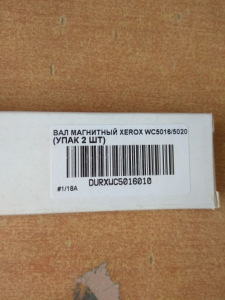 ВАЛ МАГНИТНЫЙ XEROX WC5016/5020
(УПАК 2 ШТ)
DURXWC5016010
#1/18A